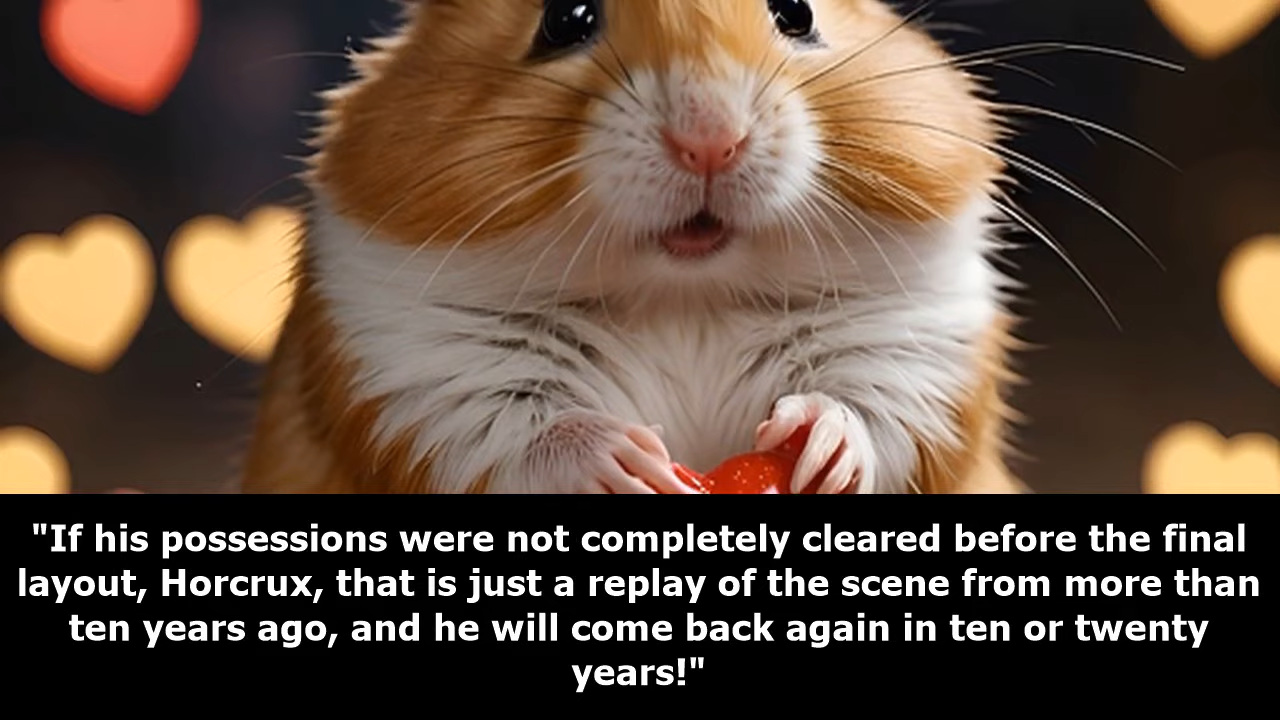 "If his possessions were not completely cleared before the final
layout, Horcrux, that is just a replay of the scene from more than
ten years ago, and he will come back again in ten or twenty
years!"